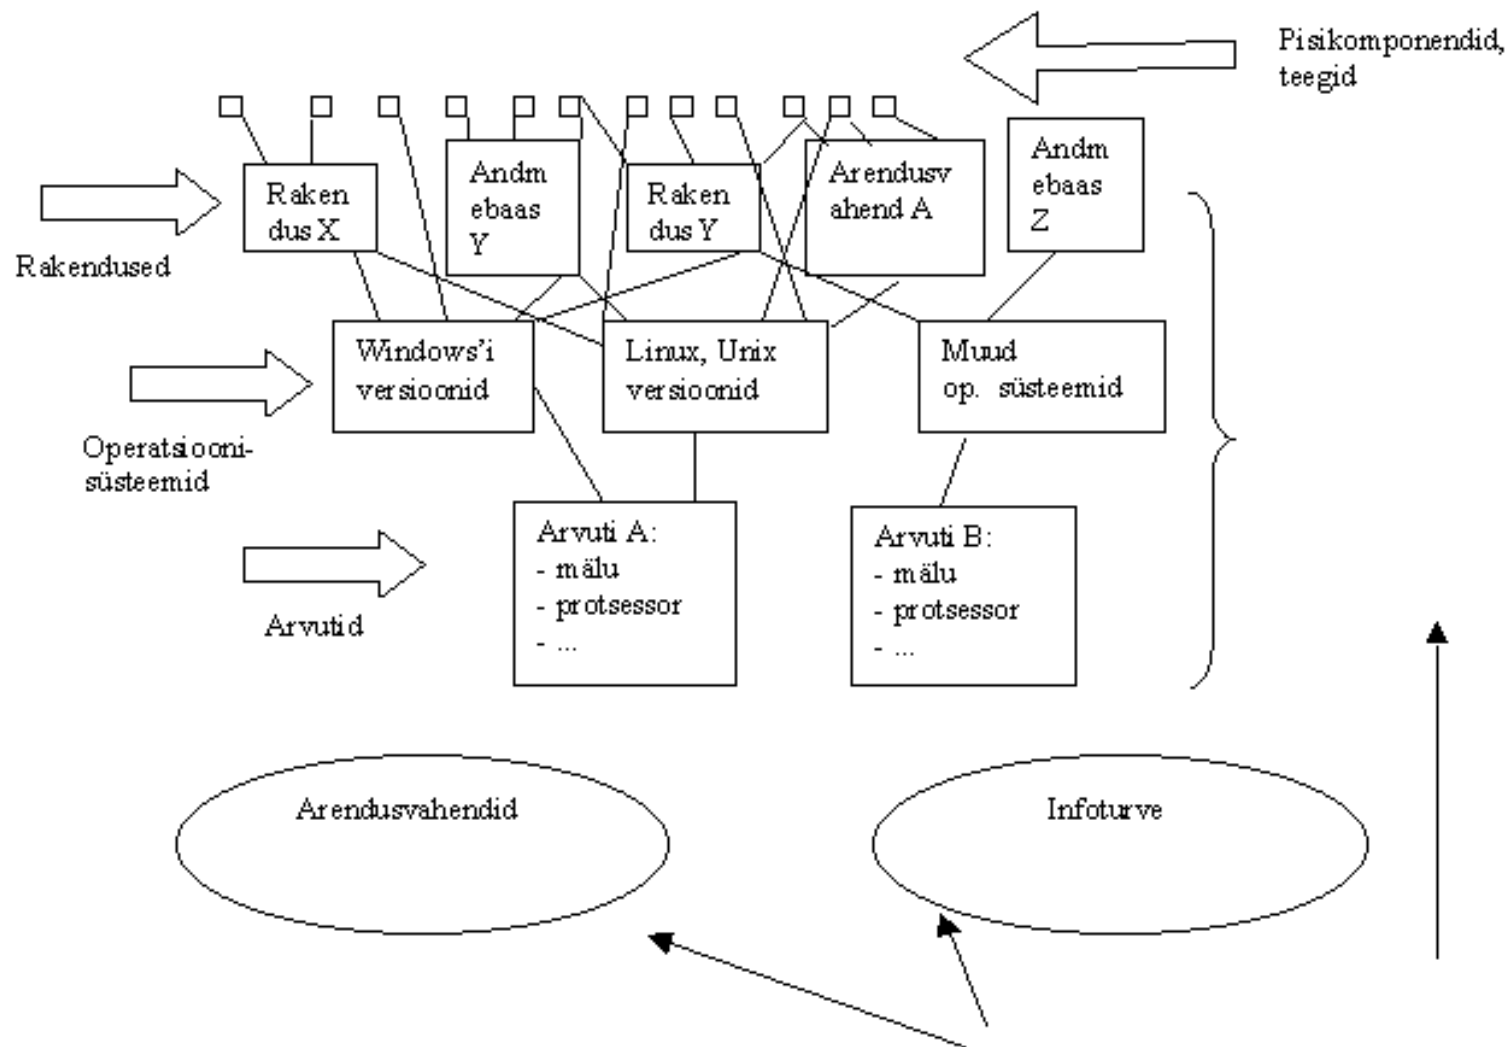 Pisikomponendid,
teegid
Raken
dus X
Andm
ebaas
Y
Raken
dus Y
Arendusv
ahend A
Andm
ebaas
Z
Rakendused
Windows'i
versioonid
Linux, Unix
versioonid
Muud
op. süsteemid
Operatsiooni-
süsteemid
Arvuti A:
- mälu
- protsessor
- ...
Arvuti B:
- mälu
- protsessor
- ...
Arvutid
Arendusvahendid
Infoturve